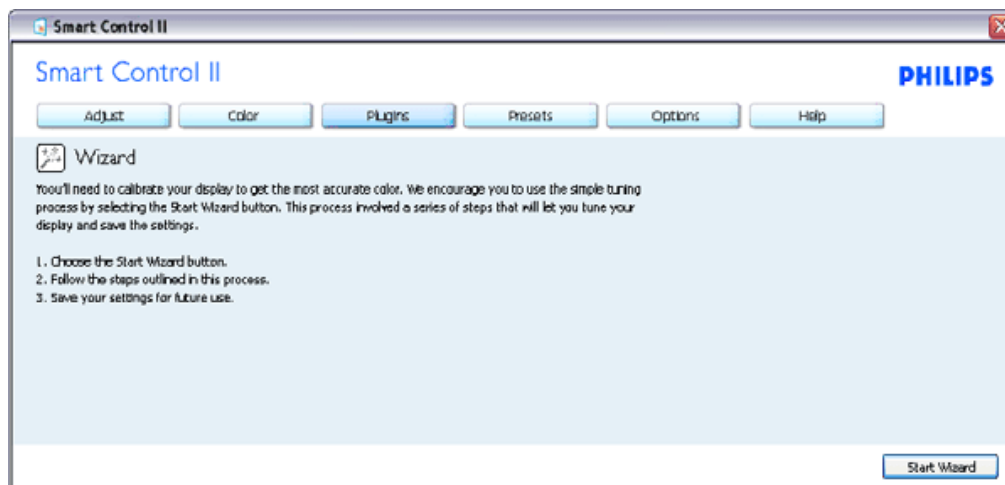 Smart Control II
Smart Control II
PHILIPS
Adjust Color Plugins Presets Options Help
Wizard
Yoou'll need to calibrate your display to get the most accurate color. We encourage you to use the simple tuning
process by selecting the Start Wizard button. This process involved a series of steps that will let you tune your
display and save the settings.
1. Choose the Start Wizard button.
2. Follow the steps outlined in this process.
3. Save your settings for future use.
Start Wizard